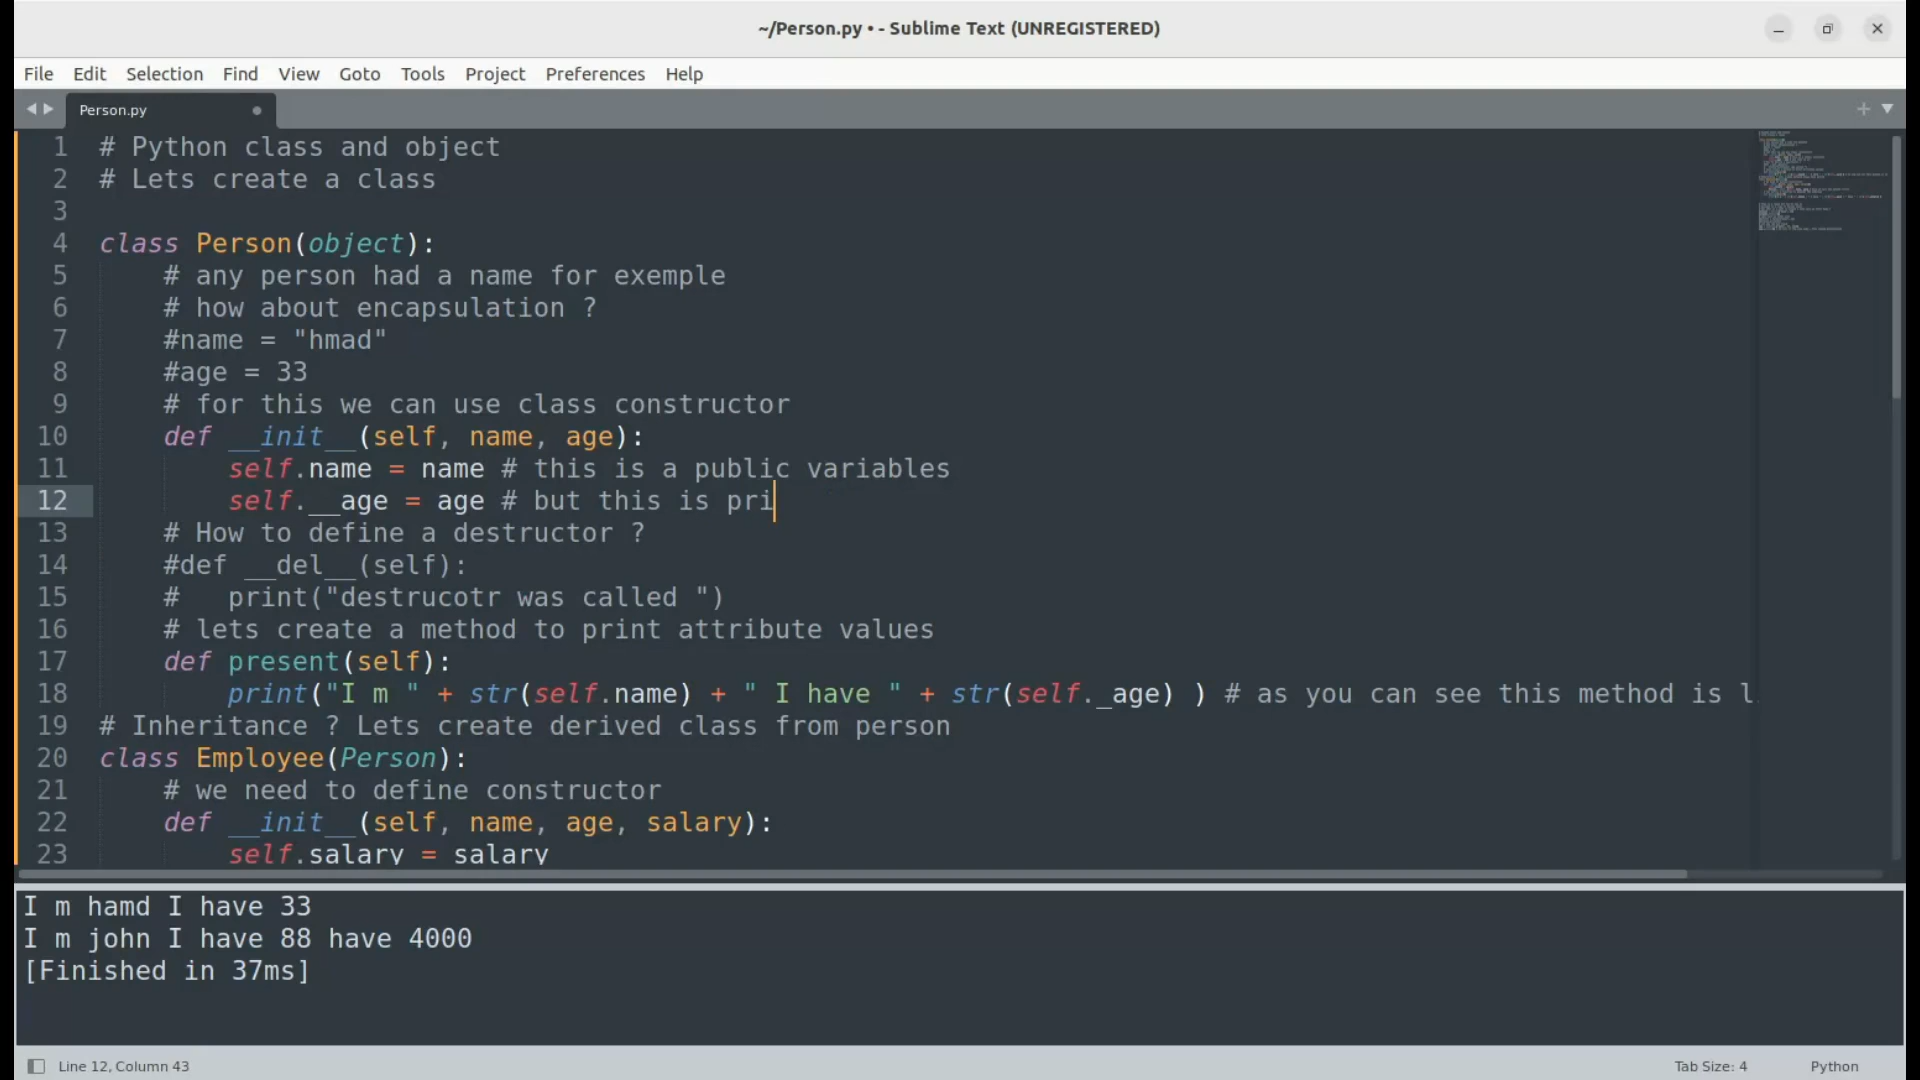 ~/Person.py • - Sublime Text (UNREGISTERED)
File Edit Selection Find View Goto Tools Project Preferences Help
Person.py
1 # Python class and object
2 # Lets create a class
3
4 class Person(object):
5 # any person had a name for exemple
6 # how about encapsulation ?
7 #name = "hmad"
8 #age = 33
9 # for this we can use class constructor
10 def __init__(self, name, age):
11 self.name = name # this is a public variables
12 self.__age = age # but this is pri
13 # How to define a destructor ?
14 #def __del__(self):
15 # print("destrucotr was called ")
16 # lets create a method to print attribute values
17 def present(self):
18 print("I m " + str(self.name) + " I have " + str(self._age) ) # as you can see this method is l
19 # Inheritance ? Lets create derived class from person
20 class Employee(Person):
21 # we need to define constructor
22 def __init__(self, name, age, salary):
23 self.salary = salary
I m hamd I have 33
I m john I have 88 have 4000
[Finished in 37ms]
Line 12, Column 43 Tab Size: 4 Python